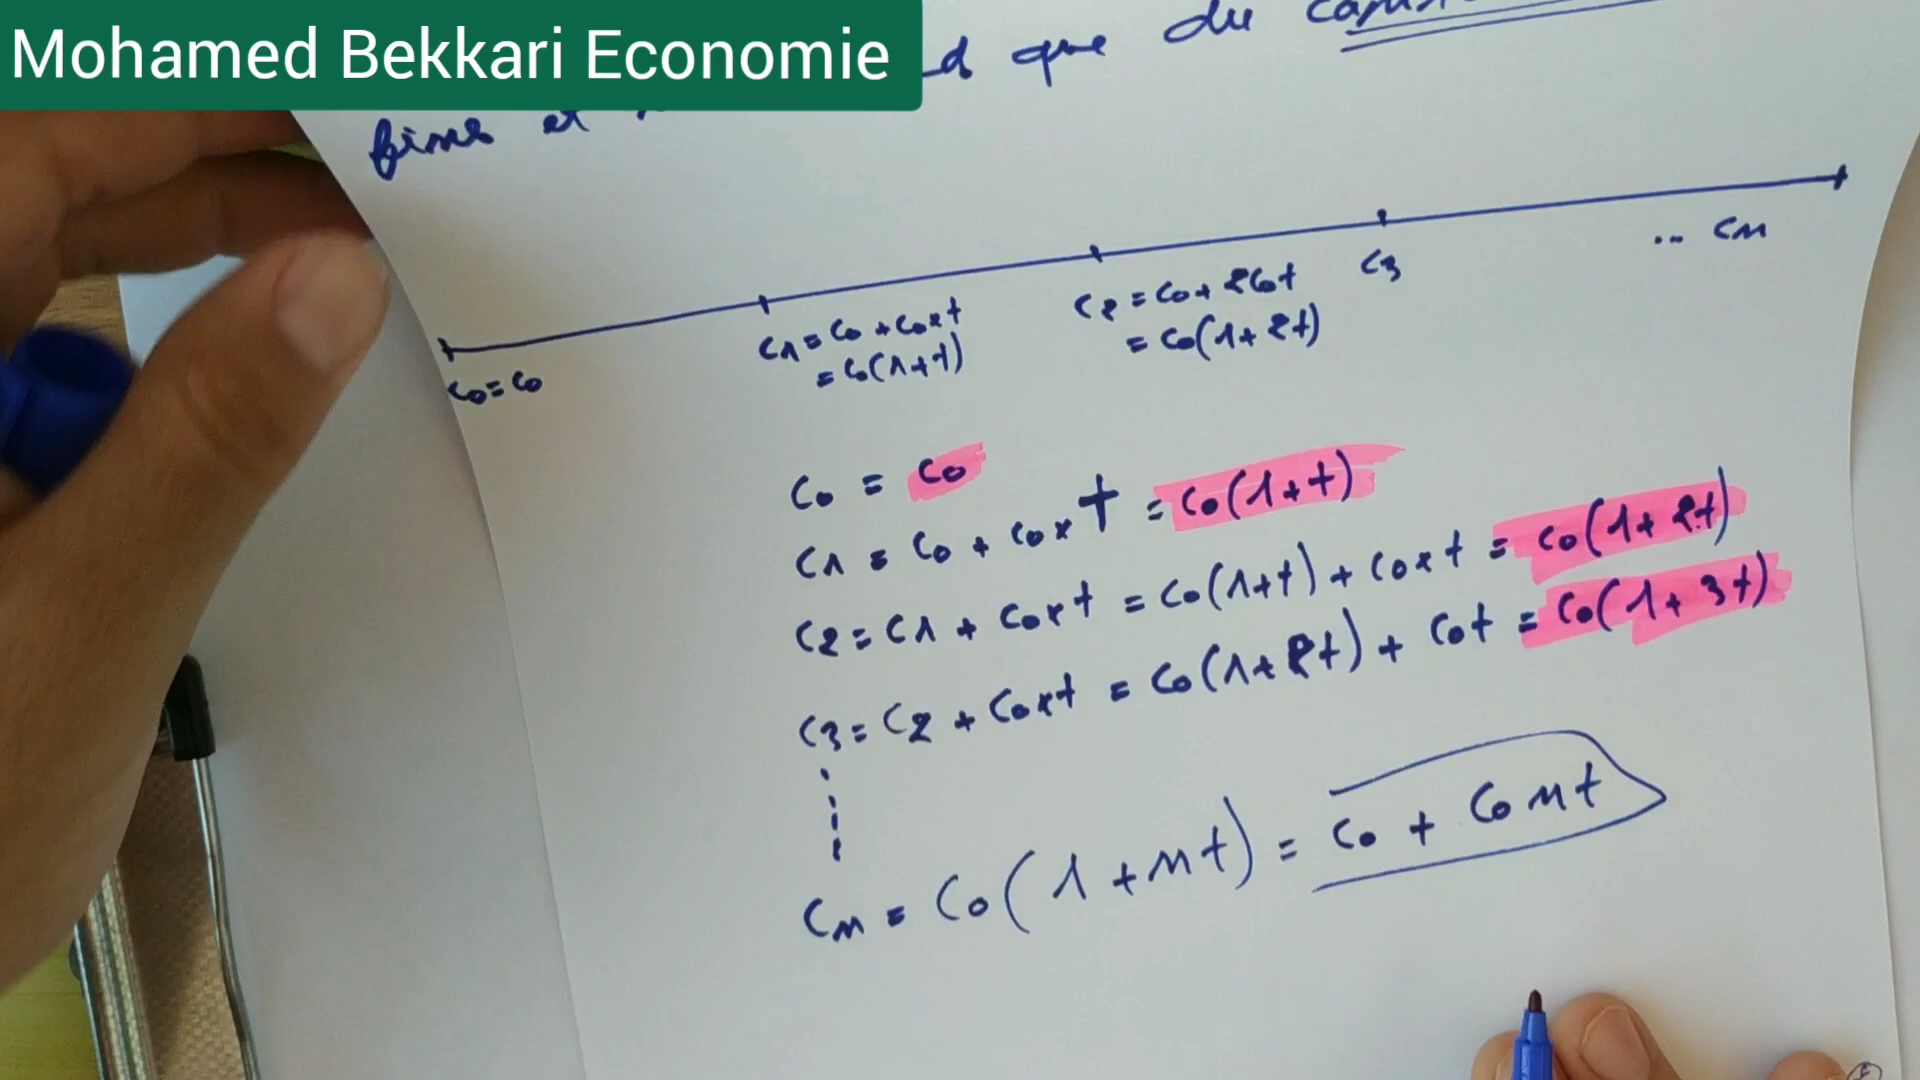 Mohamed Bekkari Economie
que du
fins et
C0 = C0
C1 = C0 + C0 x t
= C0(1+t)
C2 = C0 + 2C0t
= C0(1+2t)
C3
... Cn
C0 = C0
C1 = C0 + C0 x t = C0(1+t)
C2 = C1 + C0 x t = C0(1+t) + C0 x t = C0(1+2t)
C3 = C2 + C0 x t = C0(1+2t) + C0t = C0(1+3t)
Cn = C0(1+nt) = C0 + C0nt